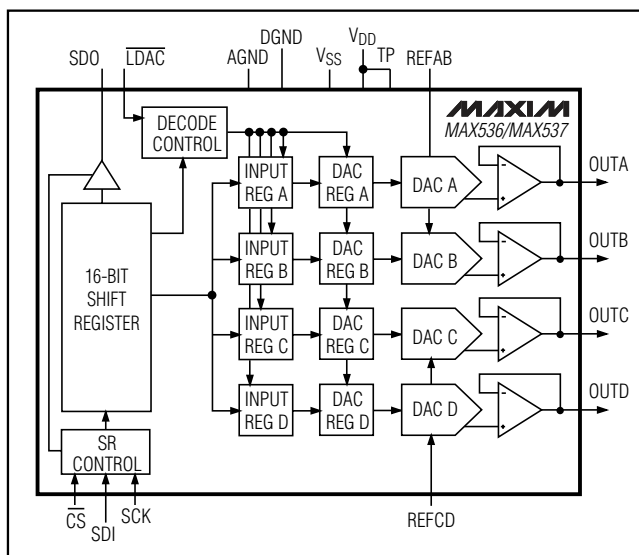 SDO
LDAC
AGND
DGND
VSS
VDD
TP
REFAB
MAXIM
MAX536/MAX537
DECODE
CONTROL
INPUT
REG A
DAC
REG A
DAC A
OUTA
INPUT
REG B
DAC
REG B
DAC B
OUTB
16-BIT
SHIFT
REGISTER
INPUT
REG C
DAC
REG C
DAC C
OUTC
INPUT
REG D
DAC
REG D
DAC D
OUTD
SR
CONTROL
CS
SDI
SCK
REFCD